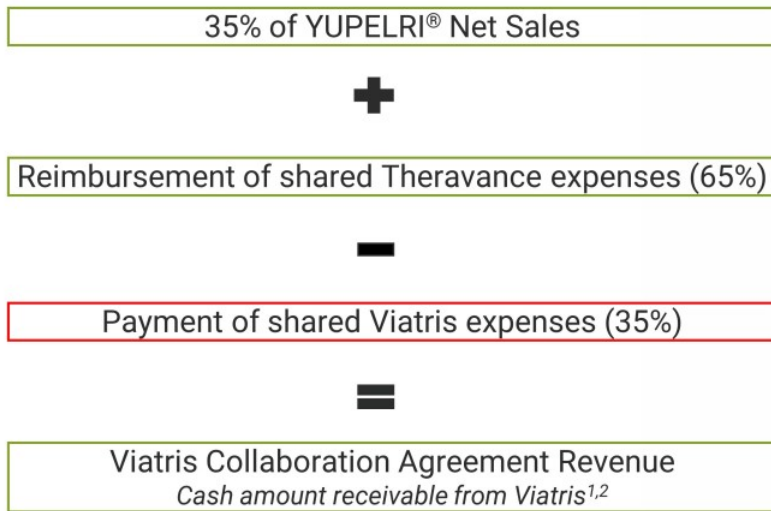 35% of YUPELRI® Net Sales
+
Reimbursement of shared Theravance expenses (65%)
-
Payment of shared Viatris expenses (35%)
=
Viatris Collaboration Agreement Revenue
Cash amount receivable from Viatris1,2